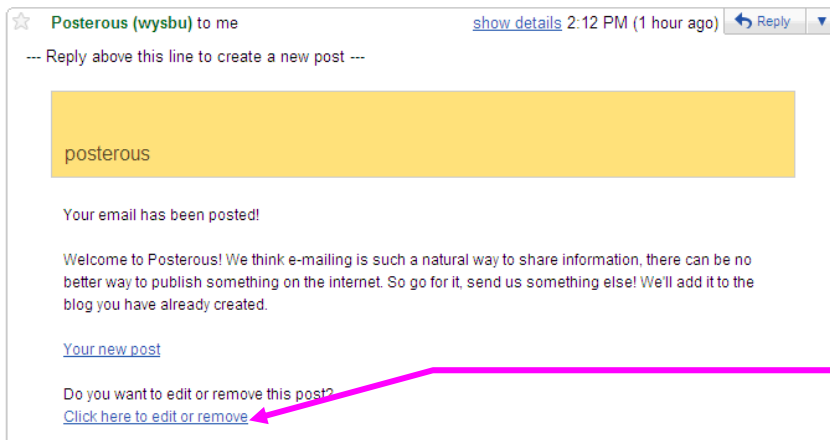 Posterous (wysbu) to me show details 2:12 PM (1 hour ago) Reply
--- Reply above this line to create a new post ---
posterous
Your email has been posted!
Welcome to Posterous! We think e-mailing is such a natural way to share information, there can be no
better way to publish something on the internet. So go for it, send us something else! We'll add it to the
blog you have already created.
Your new post
Do you want to edit or remove this post?
Click here to edit or remove